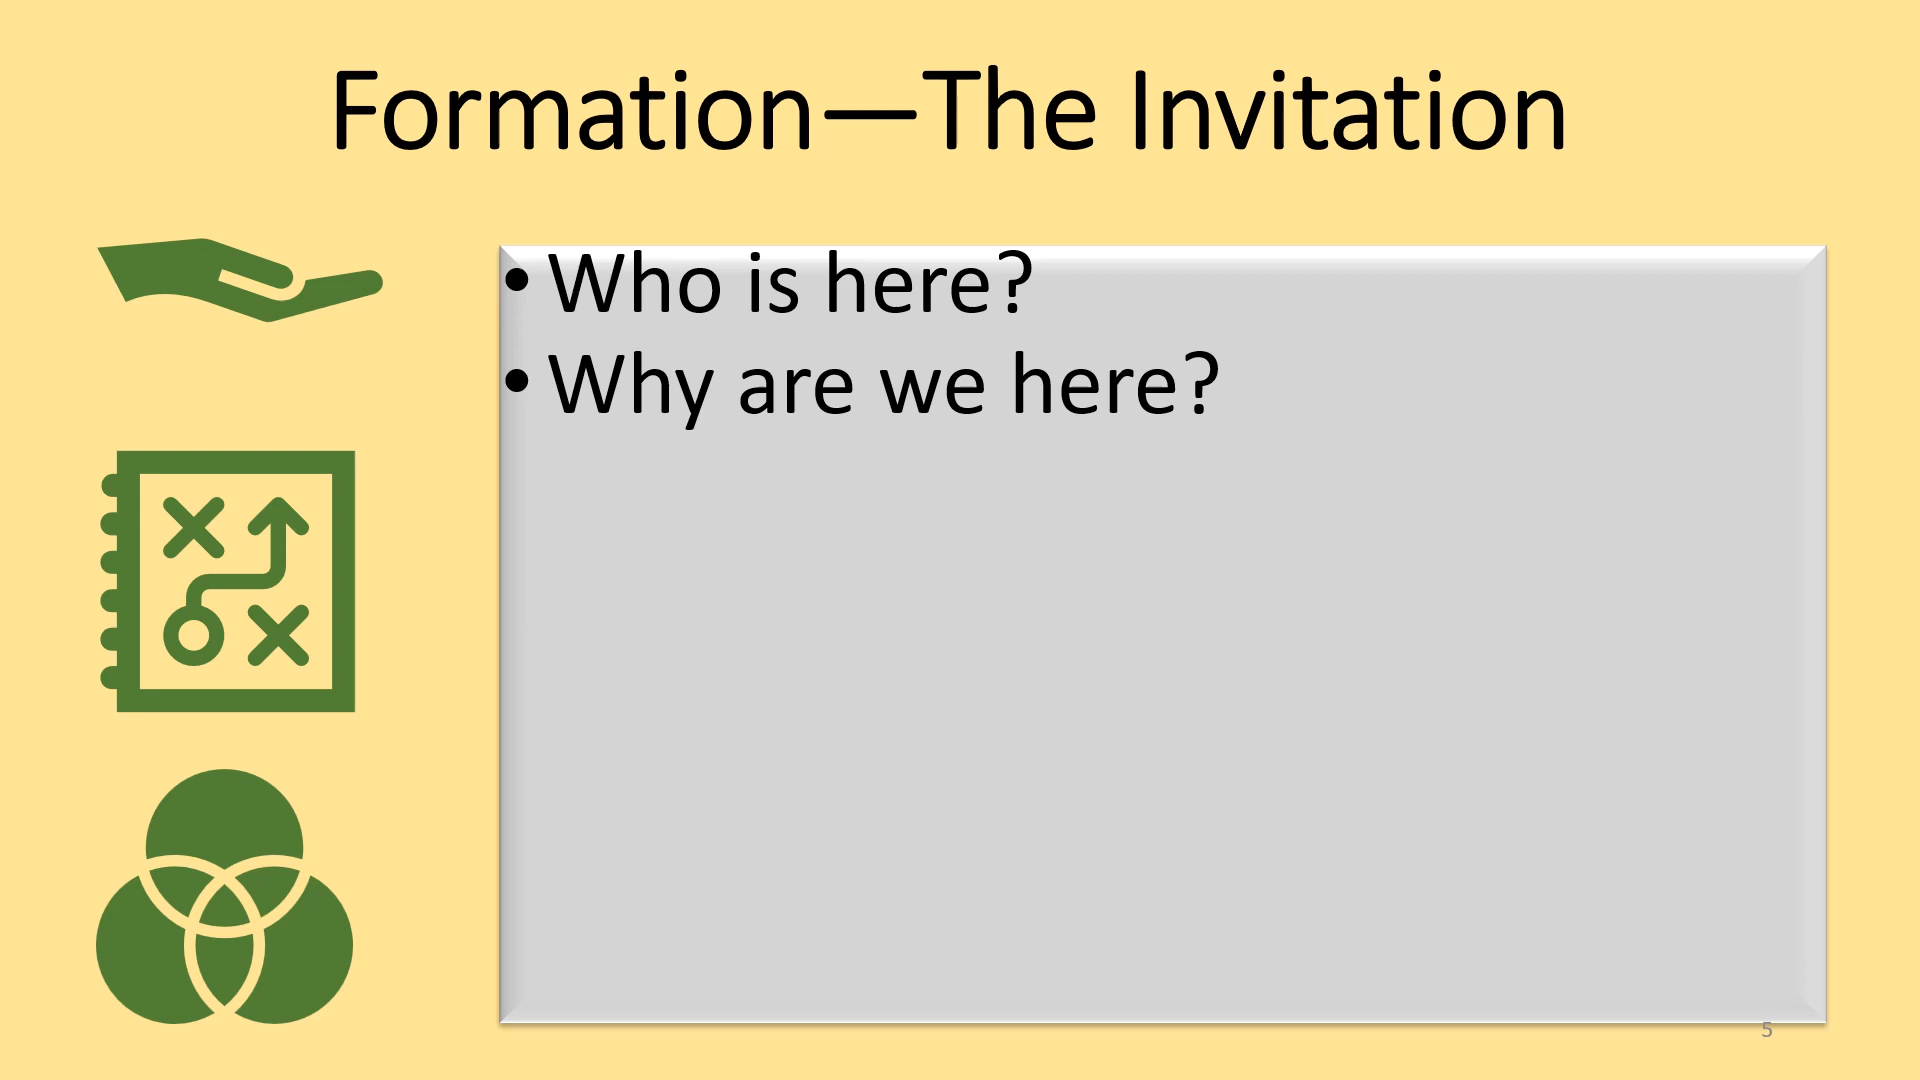 Formation—The Invitation
• Who is here?
• Why are we here?
5